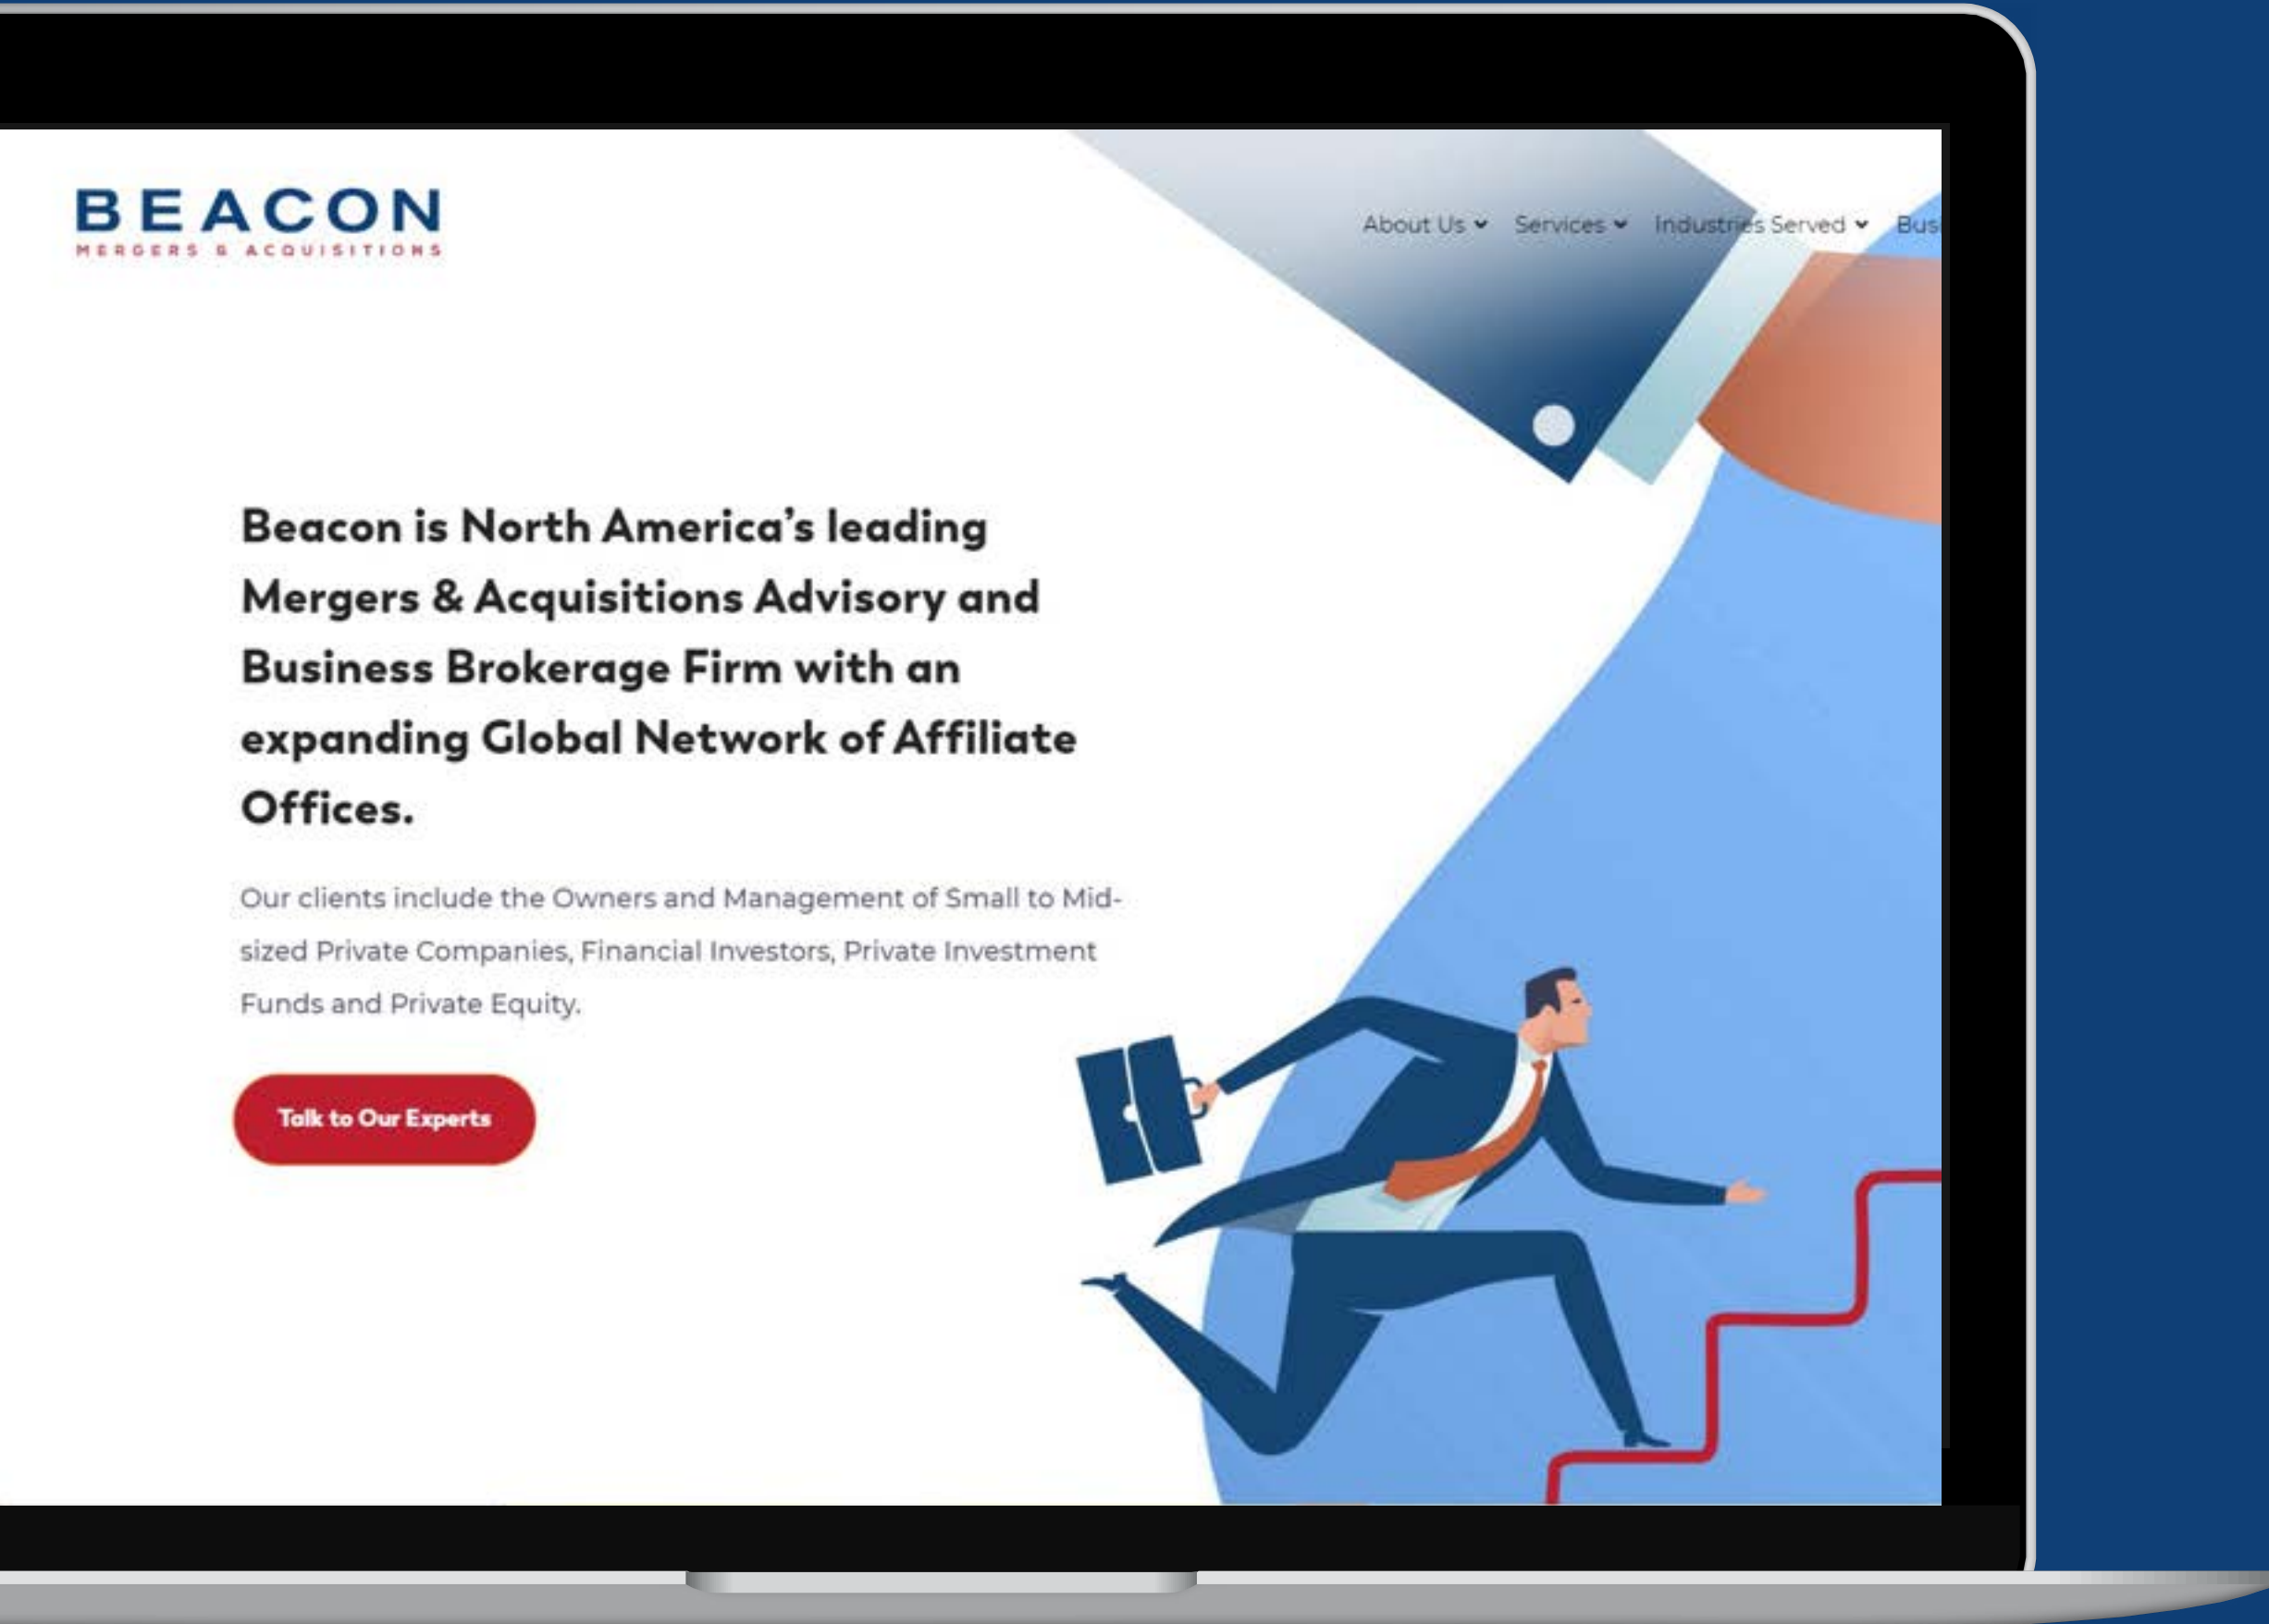 BEACON
MERGERS & ACQUISITIONS
About Us Services Industries Served
Beacon is North America’s leading
Mergers & Acquisitions Advisory and
Business Brokerage Firm with an
expanding Global Network of Affiliate
Offices.
Our clients include the Owners and Management of Small to Mid-
sized Private Companies, Financial Investors, Private Investment
Funds and Private Equity.
Talk to Our Experts